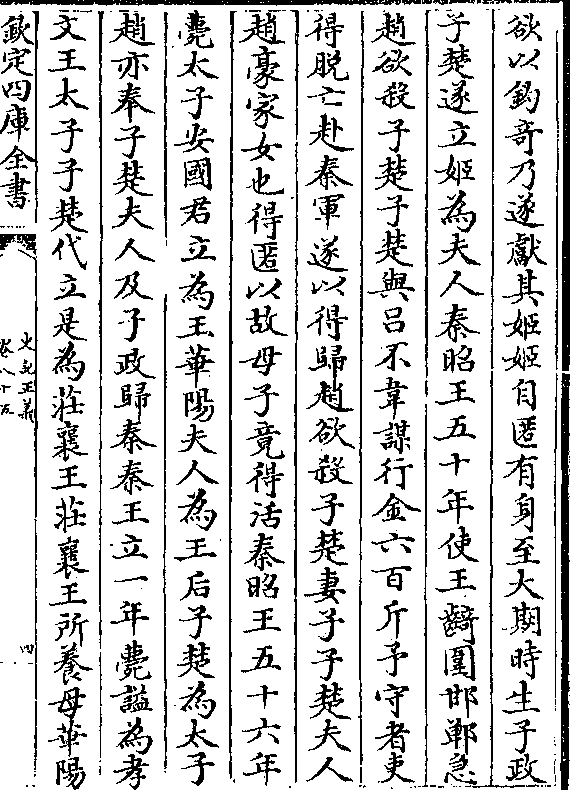 欲以釣竒乃遂獻其姬姬自匿有身至大期時生子政
子楚遂立姬為夫人秦昭王五十年使王齮圍邯鄲急
趙欲殺子楚子楚與吕不韋謀行金六百斤予守者吏
得脱亡赴秦軍遂以得歸趙欲殺子楚妻子子楚夫人
趙豪家女也得匿以故母子竟得活秦昭王五十六年
薨太子安國君立為王華陽夫人為王后子楚為太子
趙亦奉子楚夫人及子政歸秦秦王立一年薨諡為孝
文王太子子楚代立是為莊襄王莊襄王所養母華陽
欽定四庫全書
史記正義
卷八十五
四